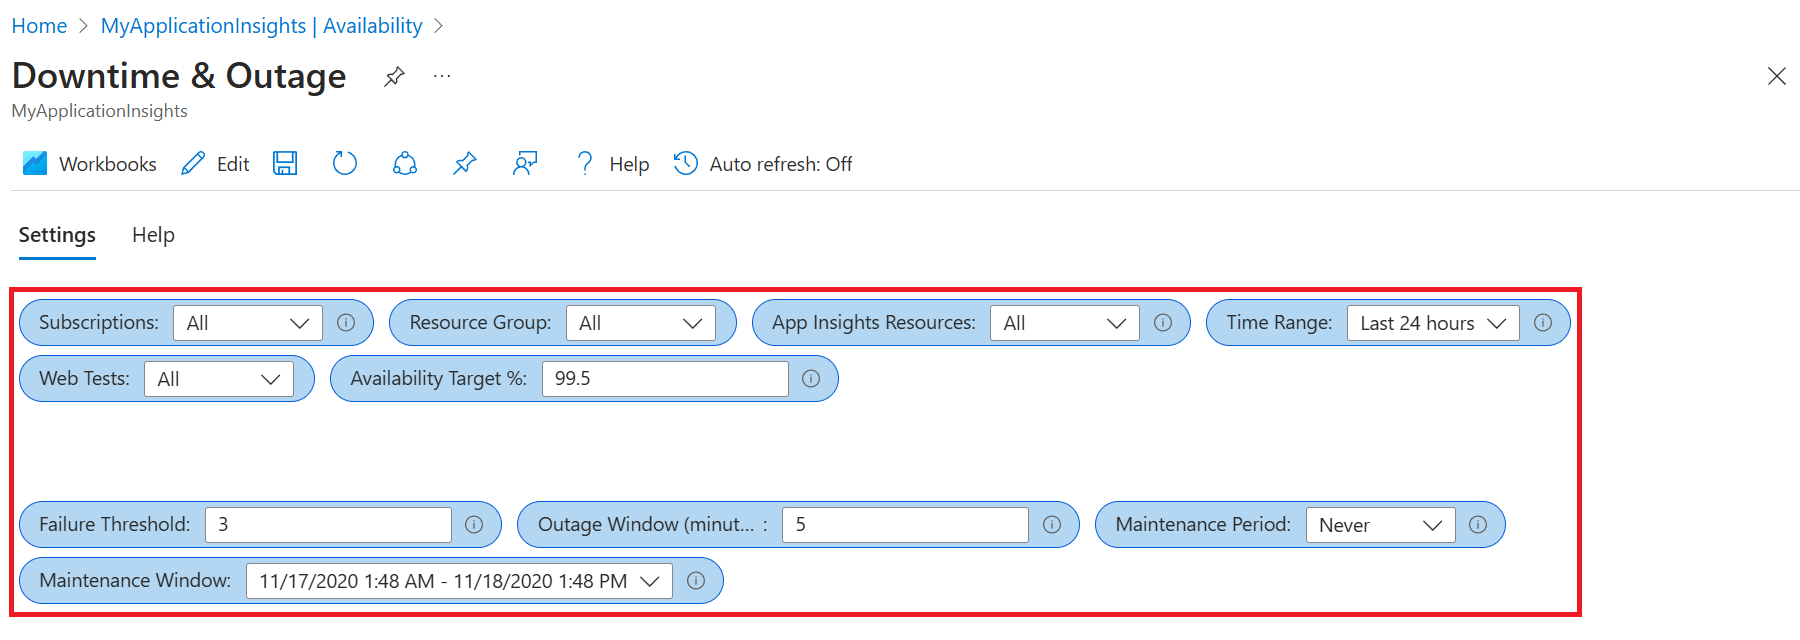 Home > MyApplicationInsights | Availability >
Downtime & Outage ...
MyApplicationInsights
Workbooks Edit ? Help Auto refresh: Off
Settings Help
Subscriptions: All Resource Group: All App Insights Resources: All Time Range: Last 24 hours
Web Tests: All Availability Target %: 99.5
Failure Threshold: 3 Outage Window (minut... : 5 Maintenance Period: Never
Maintenance Window: 11/17/2020 1:48 AM - 11/18/2020 1:48 PM